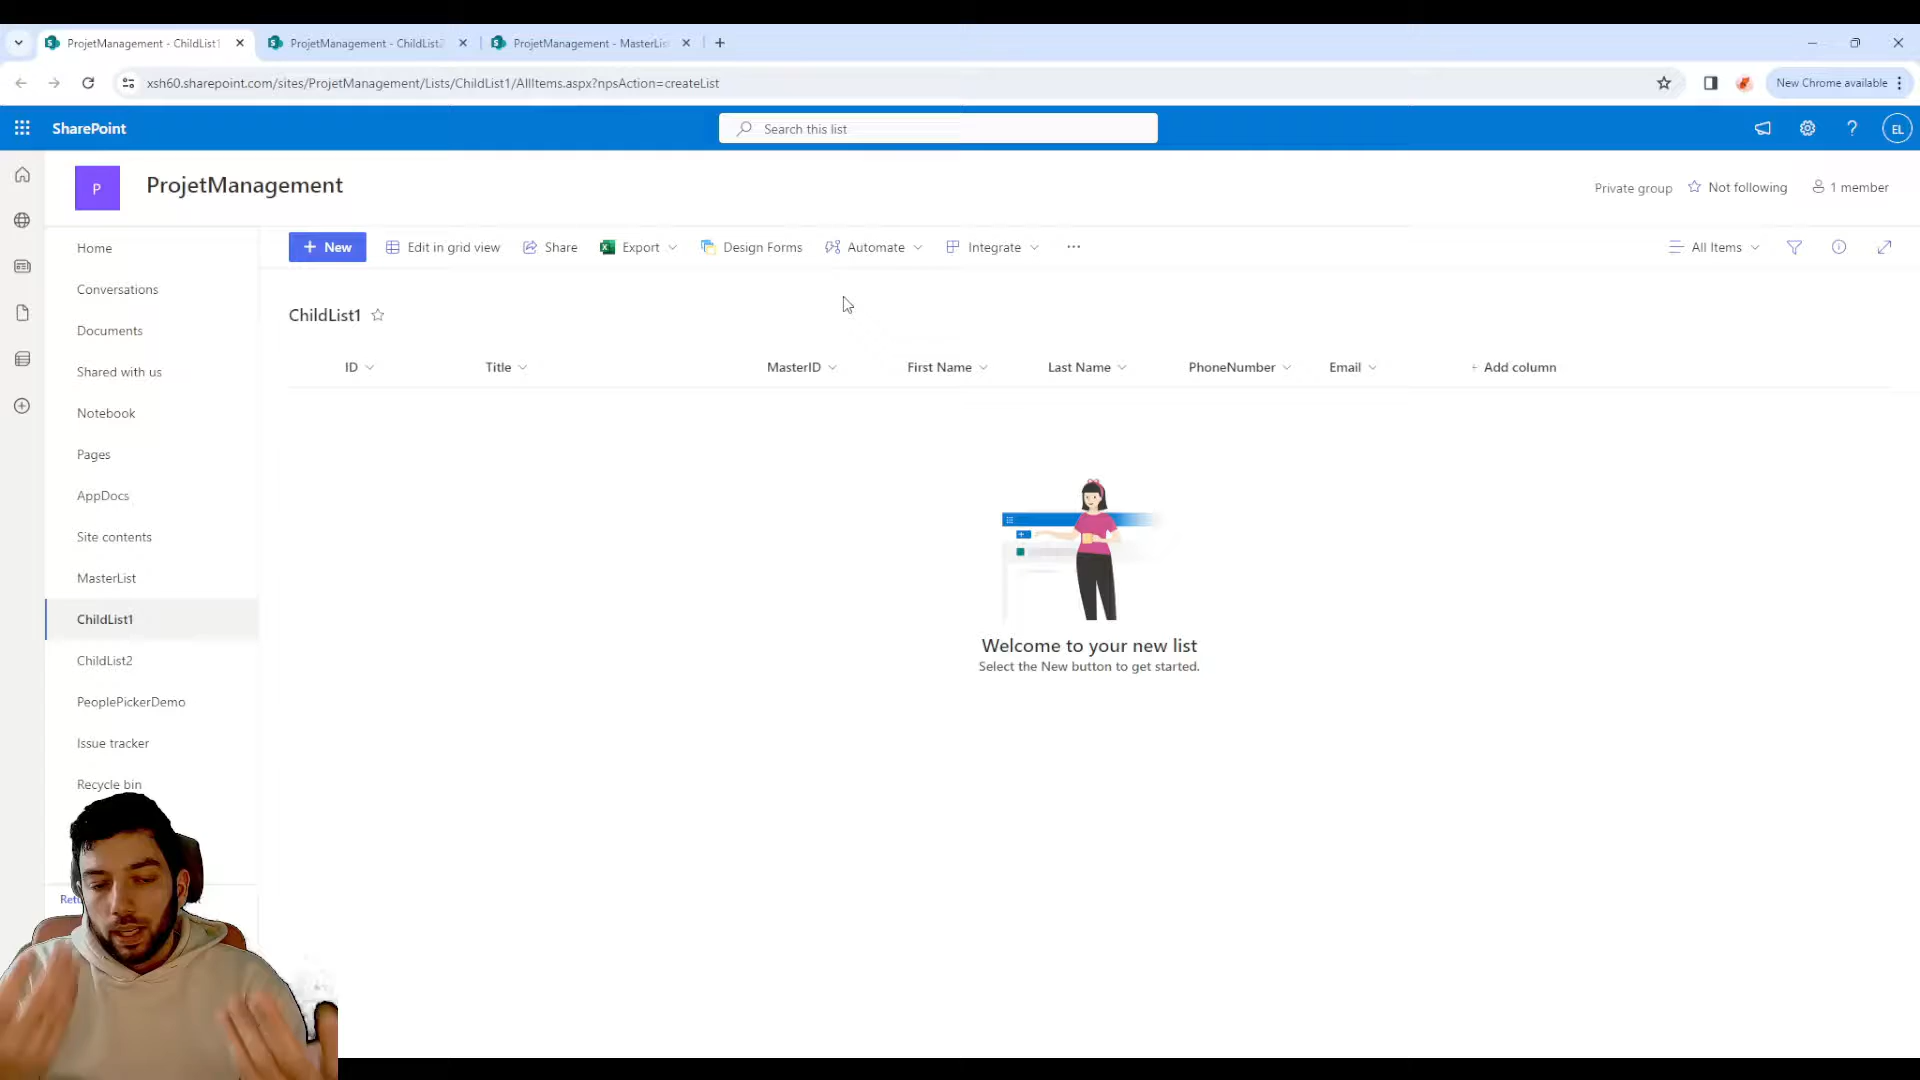 ProjetManagement - ChildList1
ProjetManagement - ChildList2
ProjetManagement - MasterLis
xsh60.sharepoint.com/sites/ProjetManagement/Lists/ChildList1/AllItems.aspx?npsAction=createList
New Chrome available
SharePoint
Search this list
EL
P
ProjetManagement
Private group
Not following
1 member
Home
Conversations
Documents
Shared with us
Notebook
Pages
AppDocs
Site contents
MasterList
ChildList1
ChildList2
PeoplePickerDemo
Issue tracker
Recycle bin
+ New
Edit in grid view
Share
Export
Design Forms
Automate
Integrate
...
All Items
ChildList1
ID
Title
MasterID
First Name
Last Name
PhoneNumber
Email
+ Add column
Welcome to your new list
Select the New button to get started.